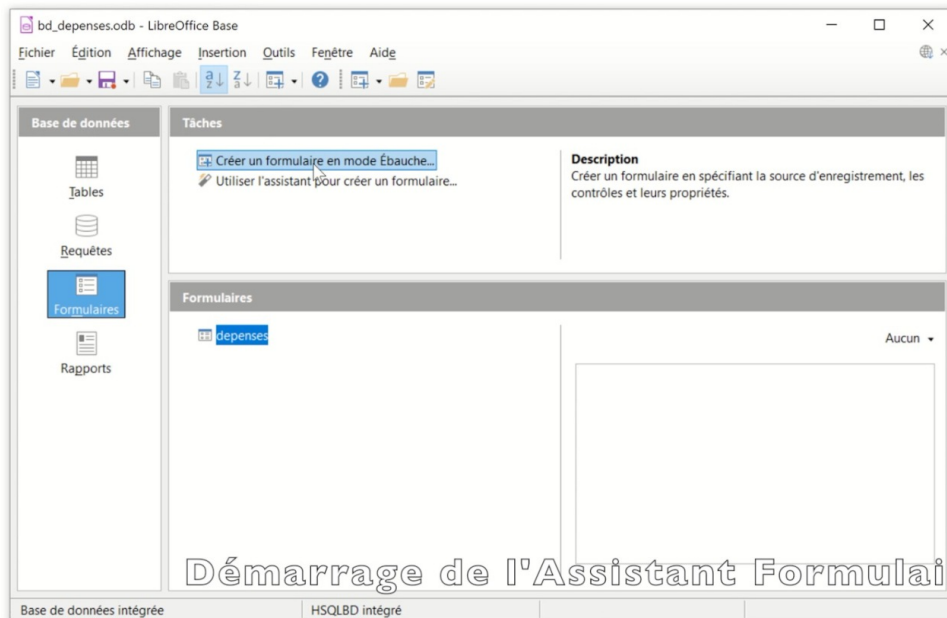 bd_depenses.odb - LibreOffice Base
Fichier Édition Affichage Insertion Outils Fenêtre Aide
Base de données
Tables
Requêtes
Formulaires
Rapports
Tâches
Créer un formulaire en mode Ébauche...
Utiliser l'assistant pour créer un formulaire...
Description
Créer un formulaire en spécifiant la source d'enregistrement, les
contrôles et leurs propriétés.
Formulaires
depenses
Aucun
Démarrage de l'Assistant Formulai
Base de données intégrée
HSQLBD intégré